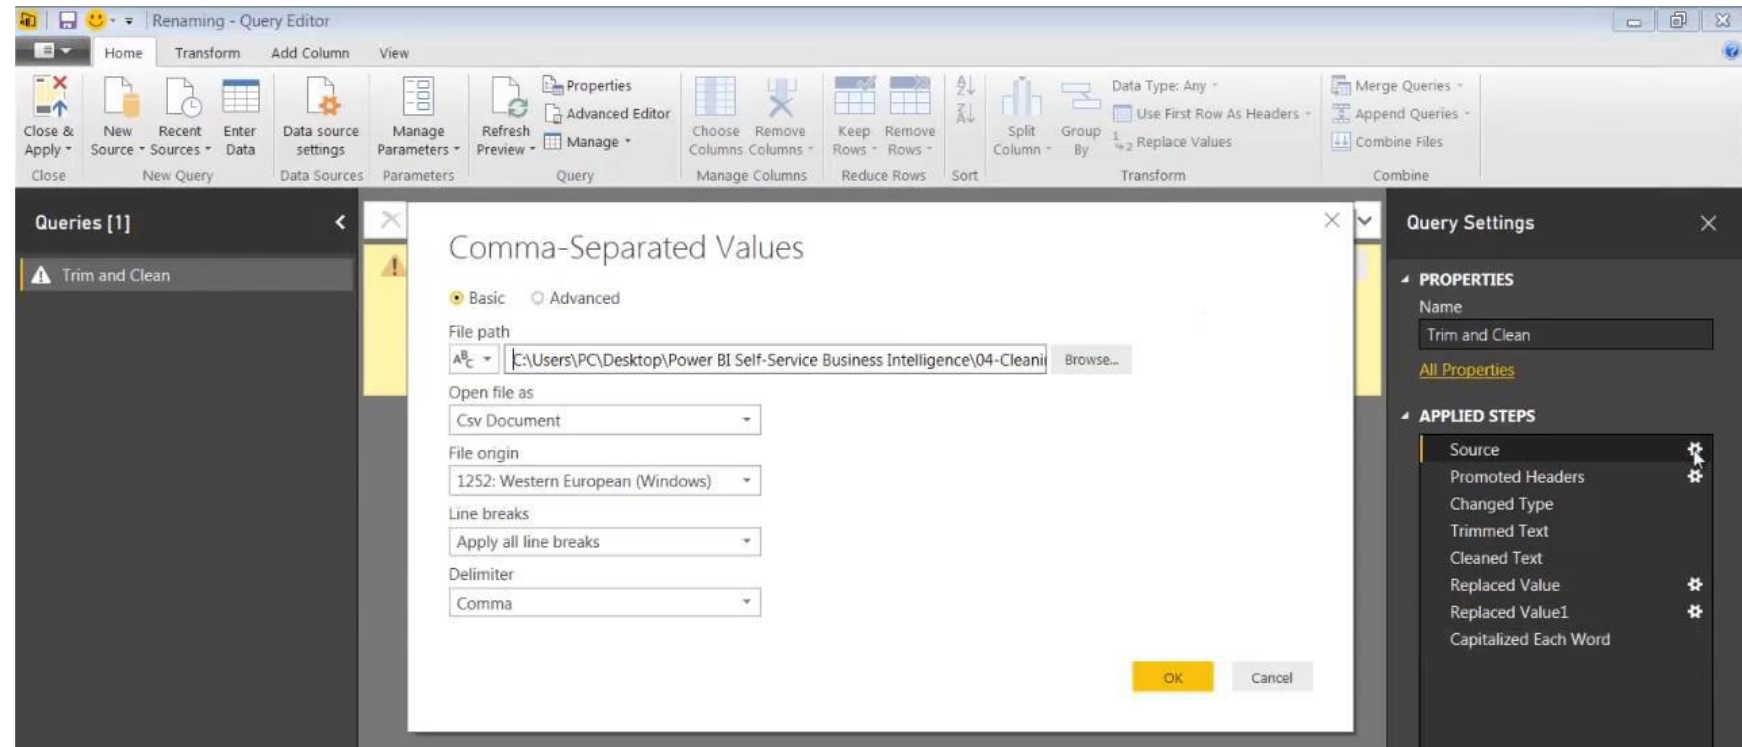 Renaming - Query Editor
Home Transform Add Column View
Close & Apply
New Source
Recent Sources
Enter Data
Data source settings
Manage Parameters
Refresh Preview
Properties
Advanced Editor
Manage
Choose Columns
Remove Columns
Keep Rows
Remove Rows
Split Column
Group By
Data Type: Any
Use First Row As Headers
Replace Values
Merge Queries
Append Queries
Combine Files
Close New Query Data Sources Parameters Query Manage Columns Reduce Rows Sort Transform Combine
Queries [1]
Trim and Clean
Comma-Separated Values
Basic Advanced
File path
ABC C:\Users\PC\Desktop\Power BI Self-Service Business Intelligence\04-Cleani Browse...
Open file as
Csv Document
File origin
1252: Western European (Windows)
Line breaks
Apply all line breaks
Delimiter
Comma
OK Cancel
Query Settings
PROPERTIES
Name
Trim and Clean
All Properties
APPLIED STEPS
Source
Promoted Headers
Changed Type
Trimmed Text
Cleaned Text
Replaced Value
Replaced Value1
Capitalized Each Word